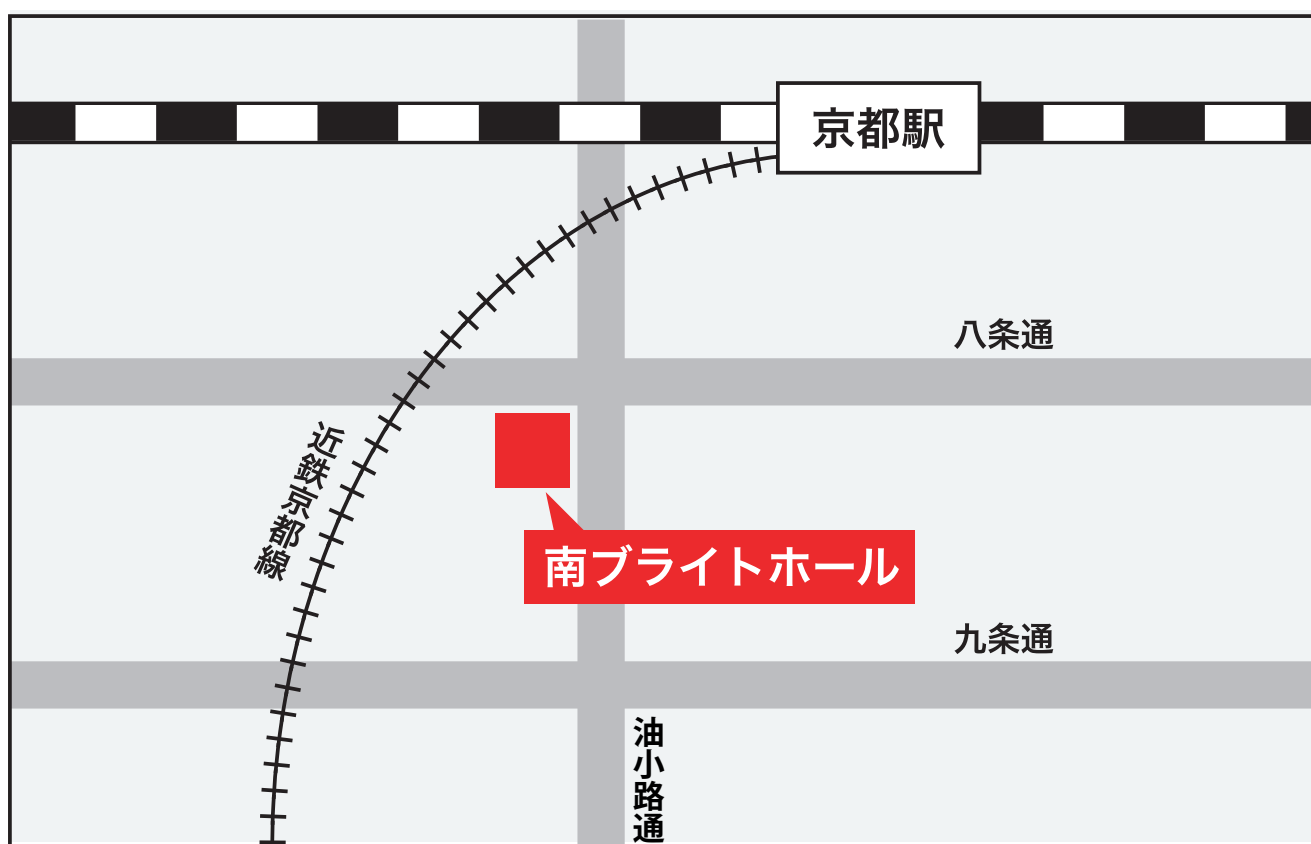 京都駅
八条通
近鉄京都線
南ブライトホール
九条通
油小路通